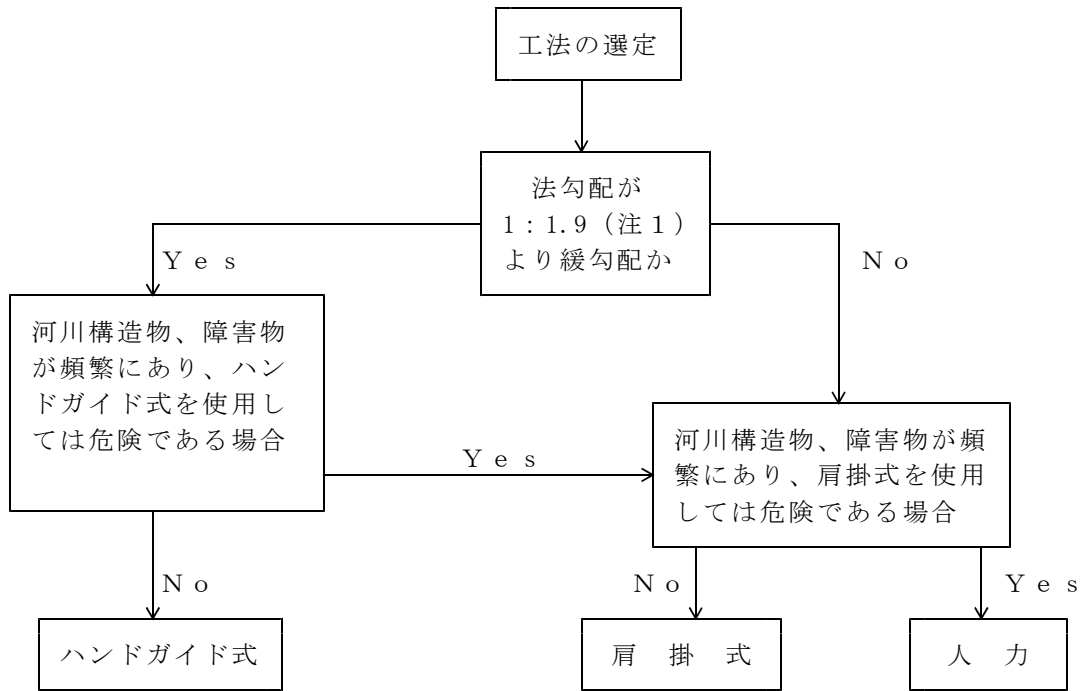 工法の選定
法勾配が
1：1.9（注１）
より緩勾配か
Ｙｅｓ
Ｎｏ
河川構造物、障害物
が頻繁にあり、ハン
ドガイド式を使用し
ては危険である場合
河川構造物、障害物が頻
繁にあり、肩掛式を使用
しては危険である場合
Ｙｅｓ
Ｎｏ
Ｎｏ
Ｙｅｓ
ハンドガイド式
肩　掛　式
人　力